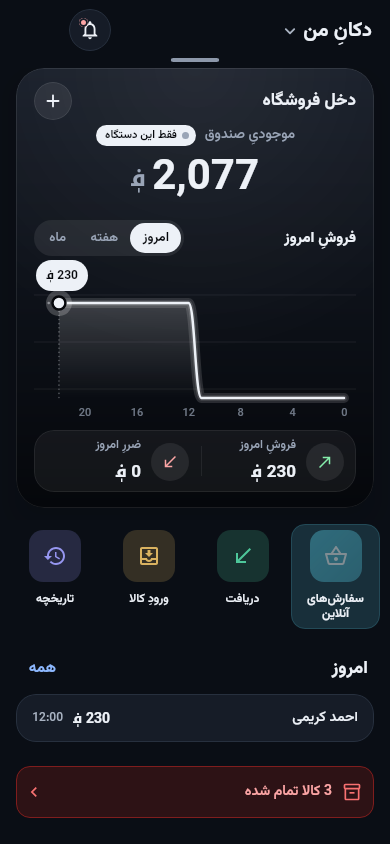 دکانِ من
دخل فروشگاه
موجودیِ صندوق فقط این دستگاه
2,077 ؋
فروشِ امروز
امروز هفته ماه
230 ؋
20 16 12 8 4 0
فروشِ امروز
230 ؋
ضررِ امروز
0 ؋
سفارش‌های
آنلاین
دریافت
ورودِ کالا
تاریخچه
امروز
همه
احمد کریمی 230 ؋ 12:00
3 کالا تمام شده